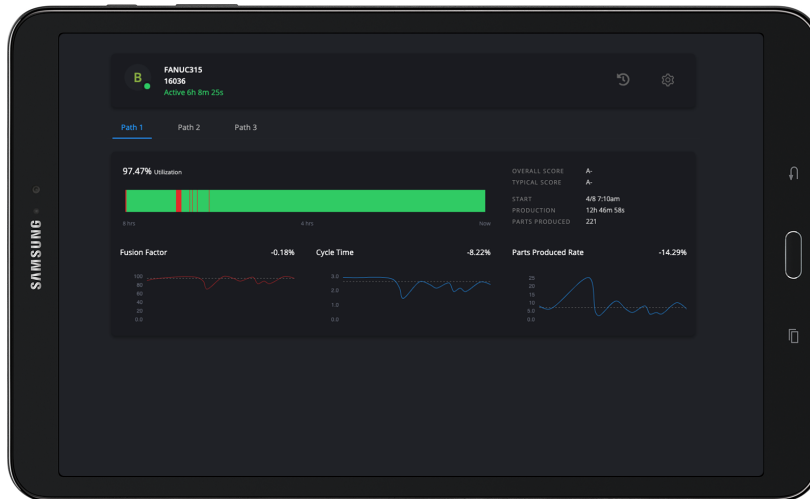 SAMSUNG
B
FANUC315
16036
Active 6h 8m 25s
Path 1 Path 2 Path 3
97.47% Utilization
8 hrs 4 hrs Now
OVERALL SCORE A-
TYPICAL SCORE A-
START 4/8 7:10am
PRODUCTION 12h 46m 58s
PARTS PRODUCED 221
Fusion Factor -0.18%
100
80
60
40
20
0.0
Cycle Time -8.22%
2.0
1.0
0.0
Parts Produced Rate -14.29%
25
20
15
10
5.0
0.0